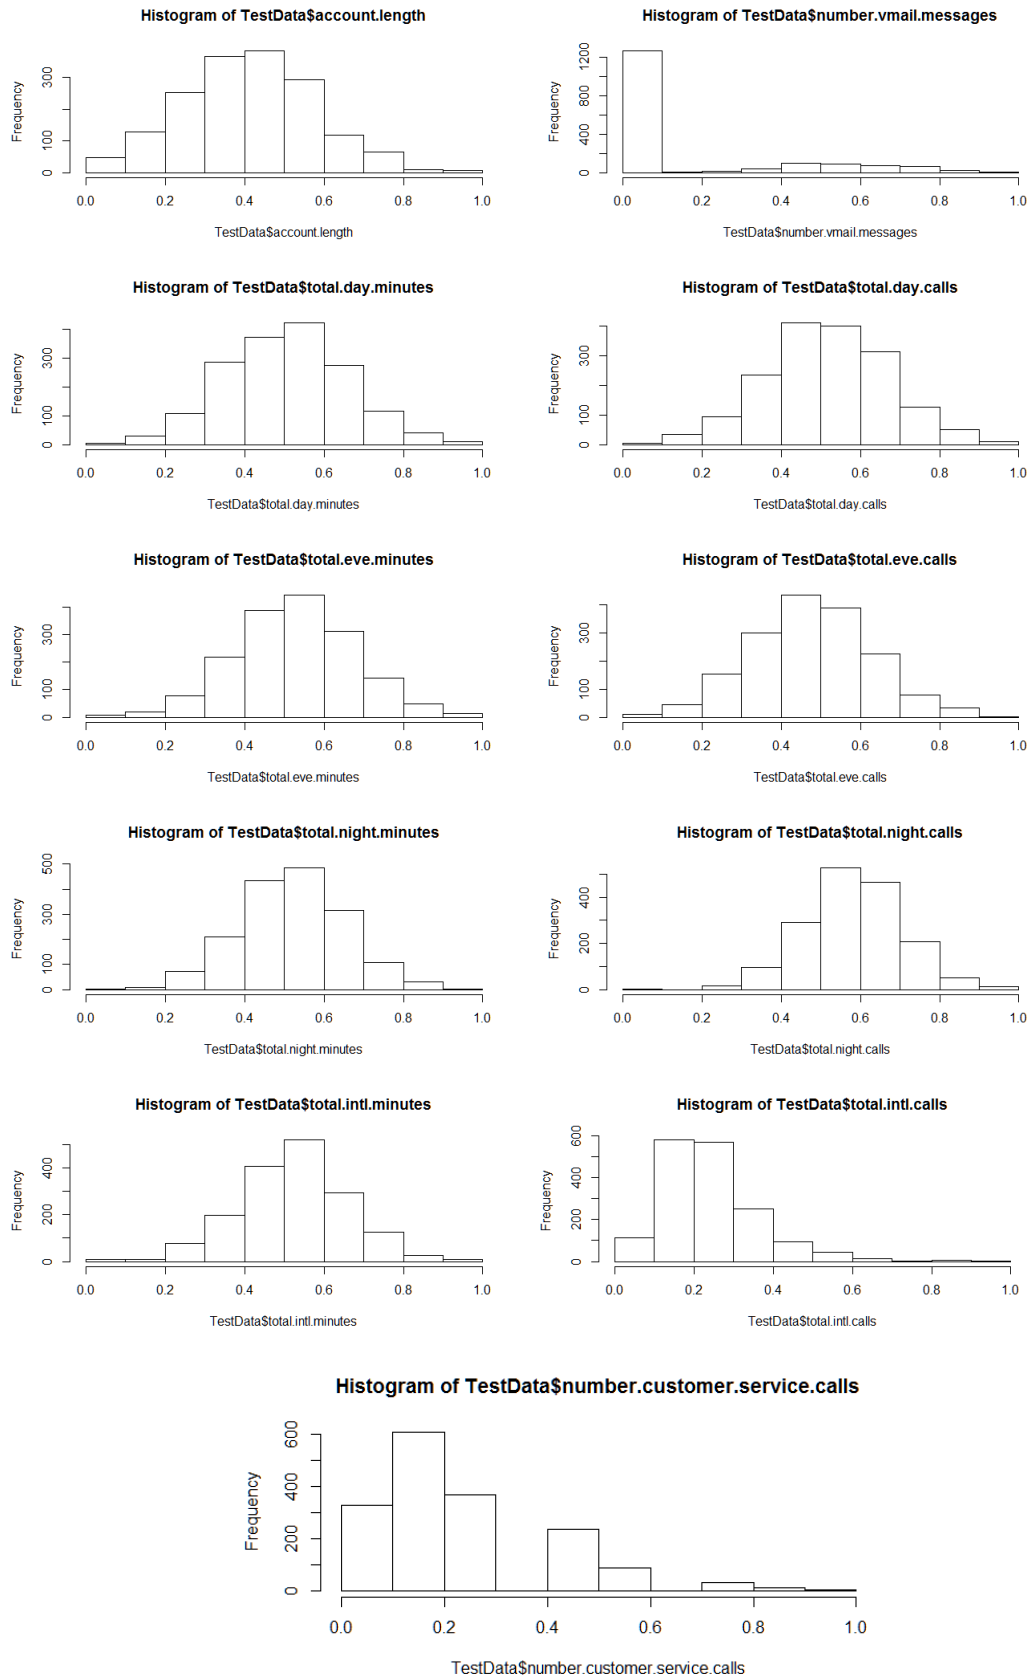 Histogram of TestData$account.length
Frequency
300
100
0
0.0 0.2 0.4 0.6 0.8 1.0
TestData$account.length
Histogram of TestData$number.vmail.messages
Frequency
1200
800
400
0
0.0 0.2 0.4 0.6 0.8 1.0
TestData$number.vmail.messages
Histogram of TestData$total.day.minutes
Frequency
300
100
0
0.0 0.2 0.4 0.6 0.8 1.0
TestData$total.day.minutes
Histogram of TestData$total.day.calls
Frequency
300
100
0
0.0 0.2 0.4 0.6 0.8 1.0
TestData$total.day.calls
Histogram of TestData$total.eve.minutes
Frequency
300
100
0
0.0 0.2 0.4 0.6 0.8 1.0
TestData$total.eve.minutes
Histogram of TestData$total.eve.calls
Frequency
300
100
0
0.0 0.2 0.4 0.6 0.8 1.0
TestData$total.eve.calls
Histogram of TestData$total.night.minutes
Frequency
500
300
100
0
0.0 0.2 0.4 0.6 0.8 1.0
TestData$total.night.minutes
Histogram of TestData$total.night.calls
Frequency
400
200
0
0.0 0.2 0.4 0.6 0.8 1.0
TestData$total.night.calls
Histogram of TestData$total.intl.minutes
Frequency
400
200
0
0.0 0.2 0.4 0.6 0.8 1.0
TestData$total.intl.minutes
Histogram of TestData$total.intl.calls
Frequency
600
400
200
0
0.0 0.2 0.4 0.6 0.8 1.0
TestData$total.intl.calls
Histogram of TestData$number.customer.service.calls
Frequency
600
400
200
0
0.0 0.2 0.4 0.6 0.8 1.0
TestData$number.customer.service.calls